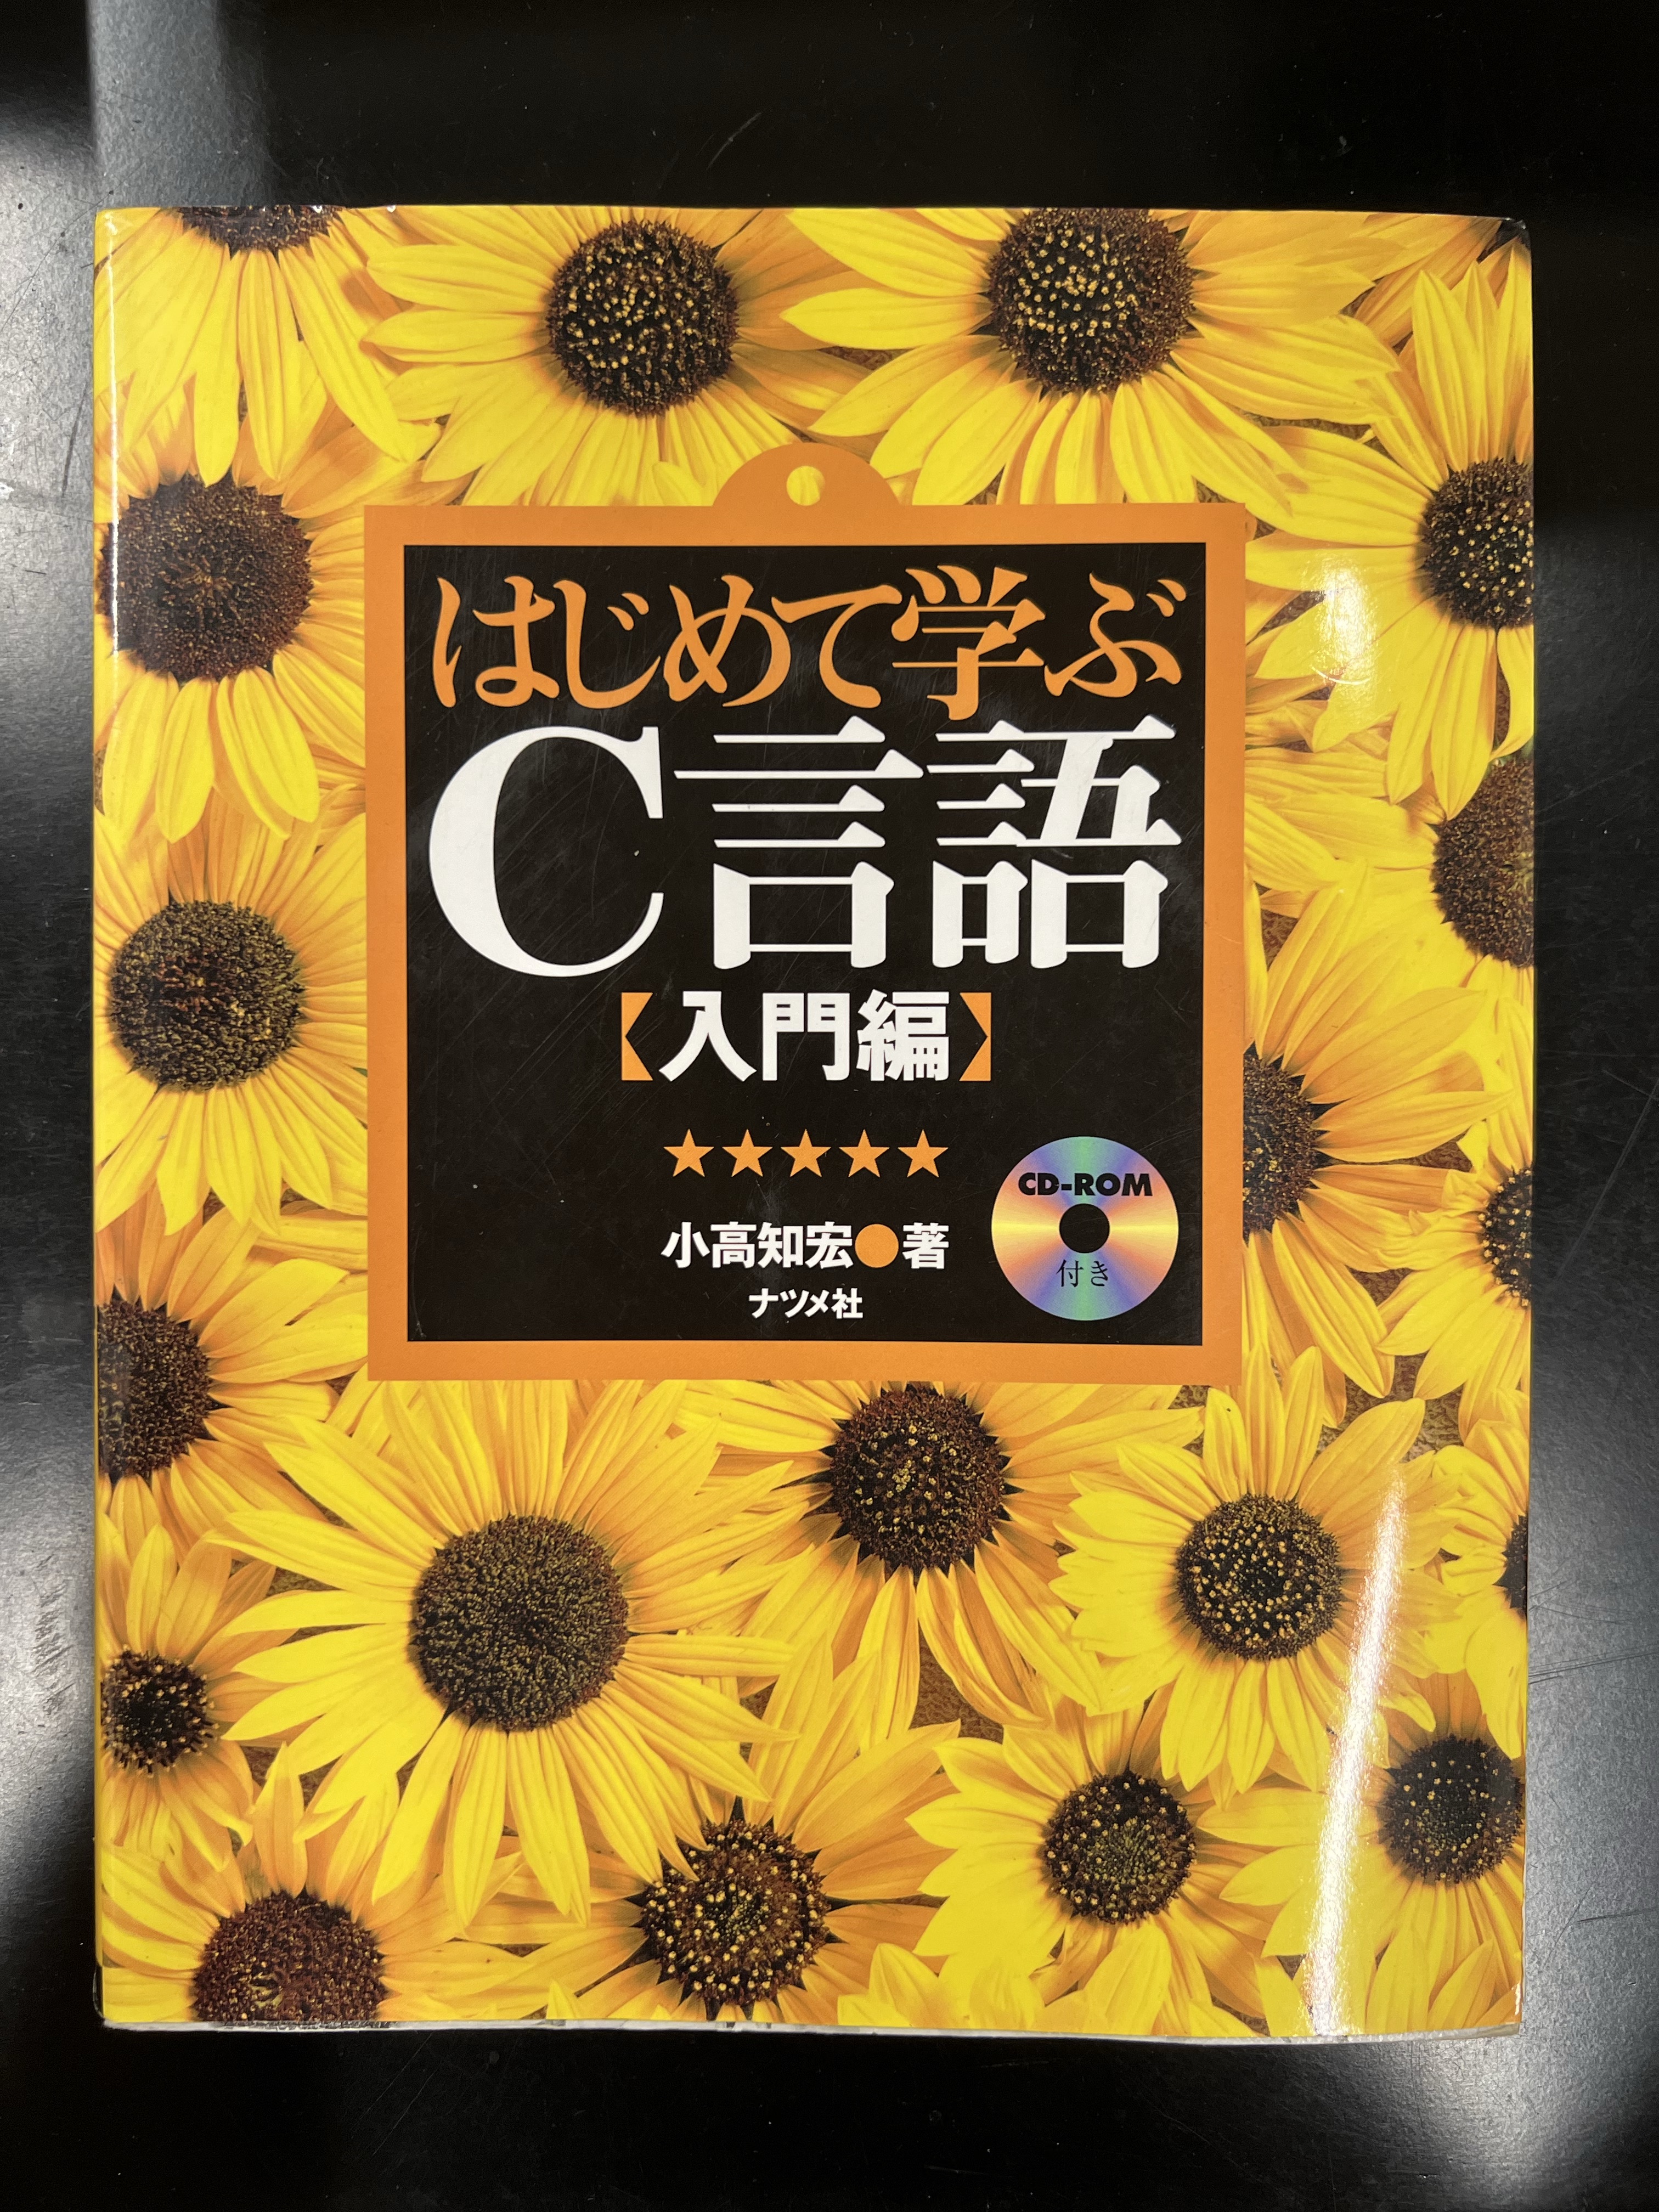 はじめて学ぶ
C言語
【入門編】
★★★★★
小高知宏●著
ナツメ社
CD-ROM
付き